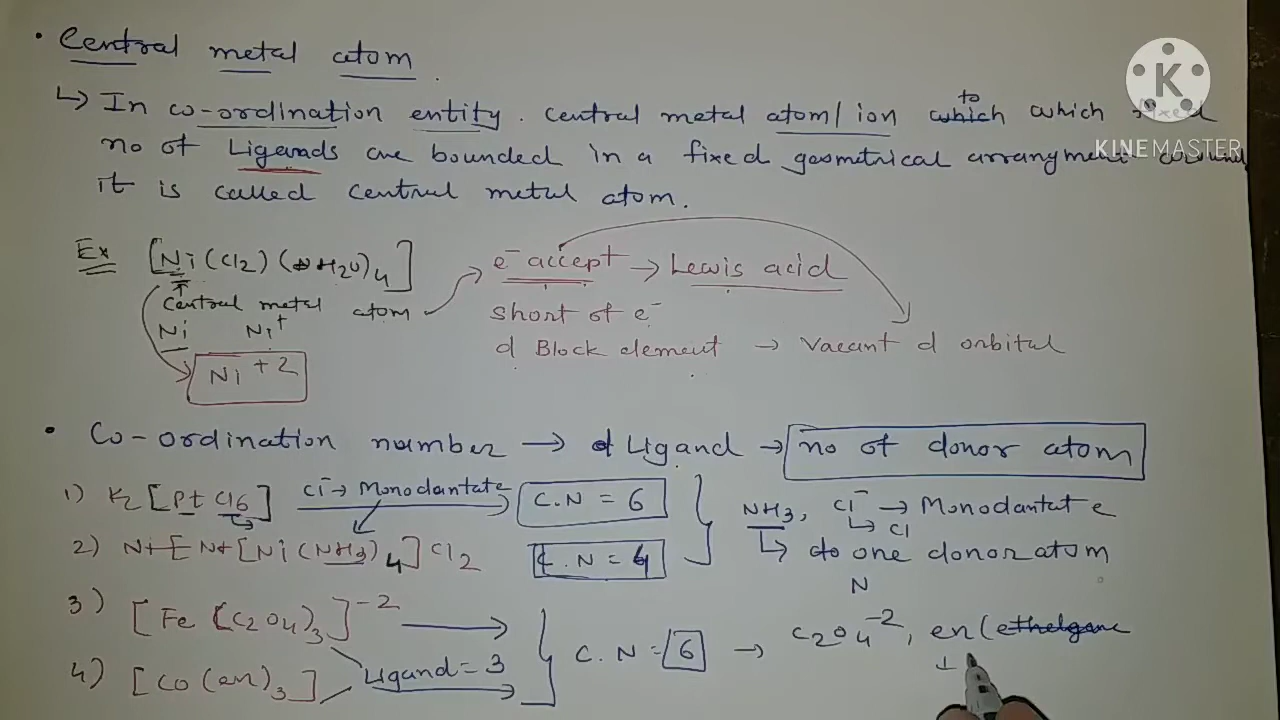 • Central metal atom.
↳ In co-ordination entity. central metal atom/ion which to which fixed
no of Ligands are bounded in a fixed geometrical arrangment
it is called central metal atom.
K
KINEMASTER
Ex [Ni(Cl2)(H2O)4]
e⁻ accept → Lewis acid
Central metal atom
short of e⁻
Ni Ni+
d Block element → Vacant d orbital
Ni+2
• Co-ordination number → Ligand → no of donor atom
1) K2[PtCl6] Cl⁻→ Monodantate C.N = 6
NH3, Cl⁻ → Monodantate
↳ Cl
2) [Ni(NH3)4]Cl2 C.N = 4
↳ do one donor atom
N
3) [Fe(C2O4)3]⁻² → C.N = 6 → C2O4⁻², en(
4) [Co(en)3] Ligand = 3